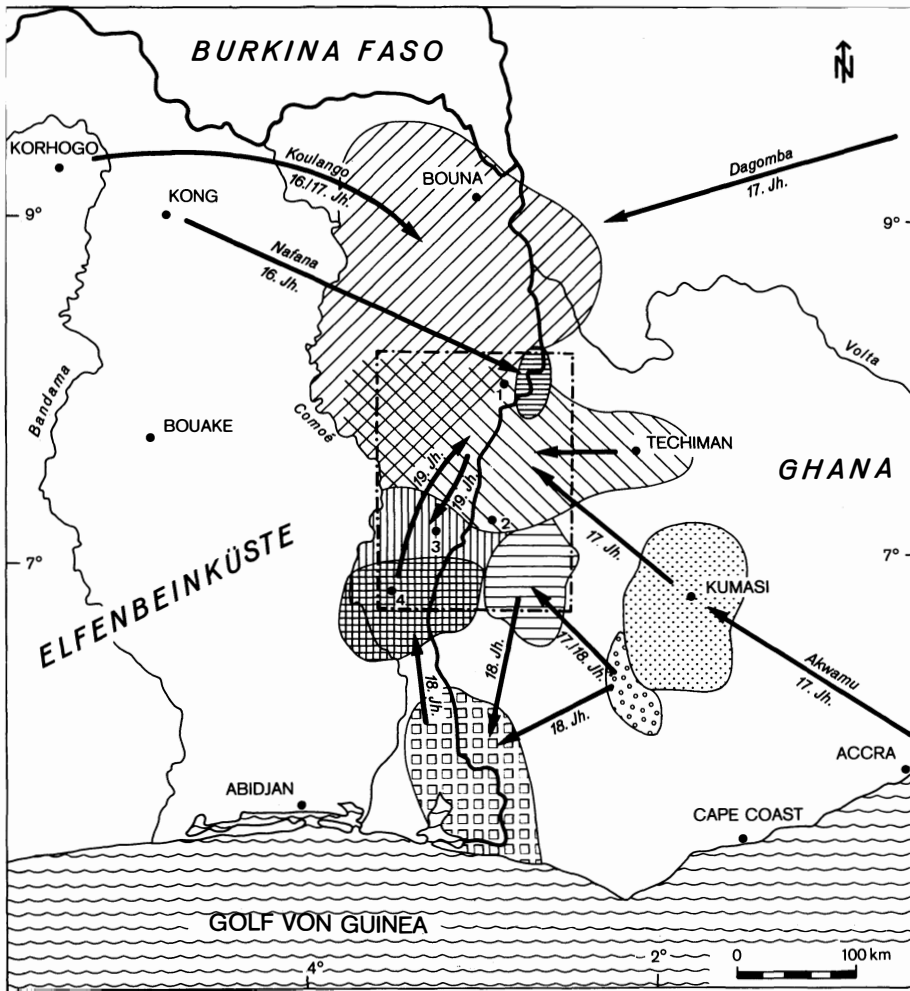 BURKINA FASO
N
KORHOGO
Koulango
16./17. Jh.
BOUNA
Dagomba
17. Jh.
KONG
9°
9°
Nafana
16. Jh.
Volta
Bandama
Comoé
1
BOUAKE
TECHIMAN
GHANA
19. Jh.
19. Jh.
2
17. Jh.
3
7°
7°
ELFENBEINKÜSTE
4
KUMASI
18. Jh.
17./18. Jh.
Akwamu
17. Jh.
18. Jh.
18. Jh.
ACCRA
ABIDJAN
CAPE COAST
GOLF VON GUINEA
4°
2°
0
100 km